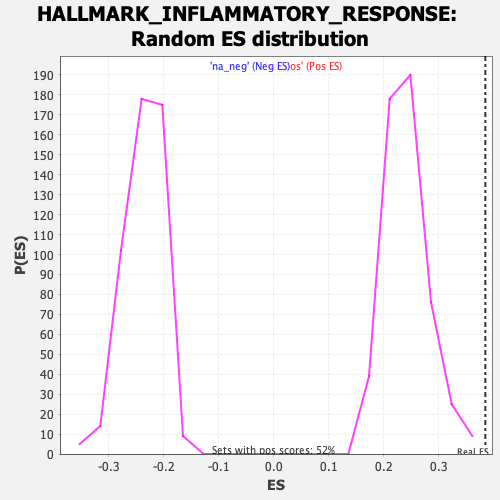 HALLMARK_INFLAMMATORY_RESPONSE:
Random ES distribution
'na_neg' (Neg ES)os' (Pos ES)
190
180
170
160
150
140
130
120
110
100
90
80
70
60
50
40
30
20
10
0
P(ES)
Sets with pos scores: 52%
Real ES
-0.3 -0.2 -0.1 0.0 0.1 0.2 0.3
ES